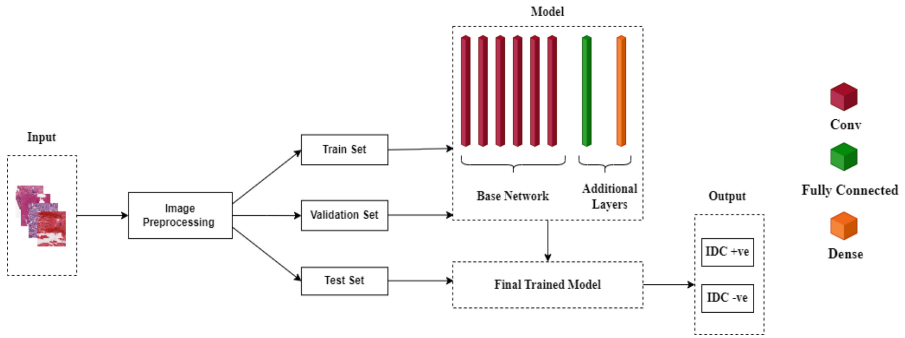 Model
Input
Image
Preprocessing
Train Set
Validation Set
Test Set
Base Network
Additional
Layers
Final Trained Model
Output
IDC +ve
IDC -ve
Conv
Fully Connected
Dense